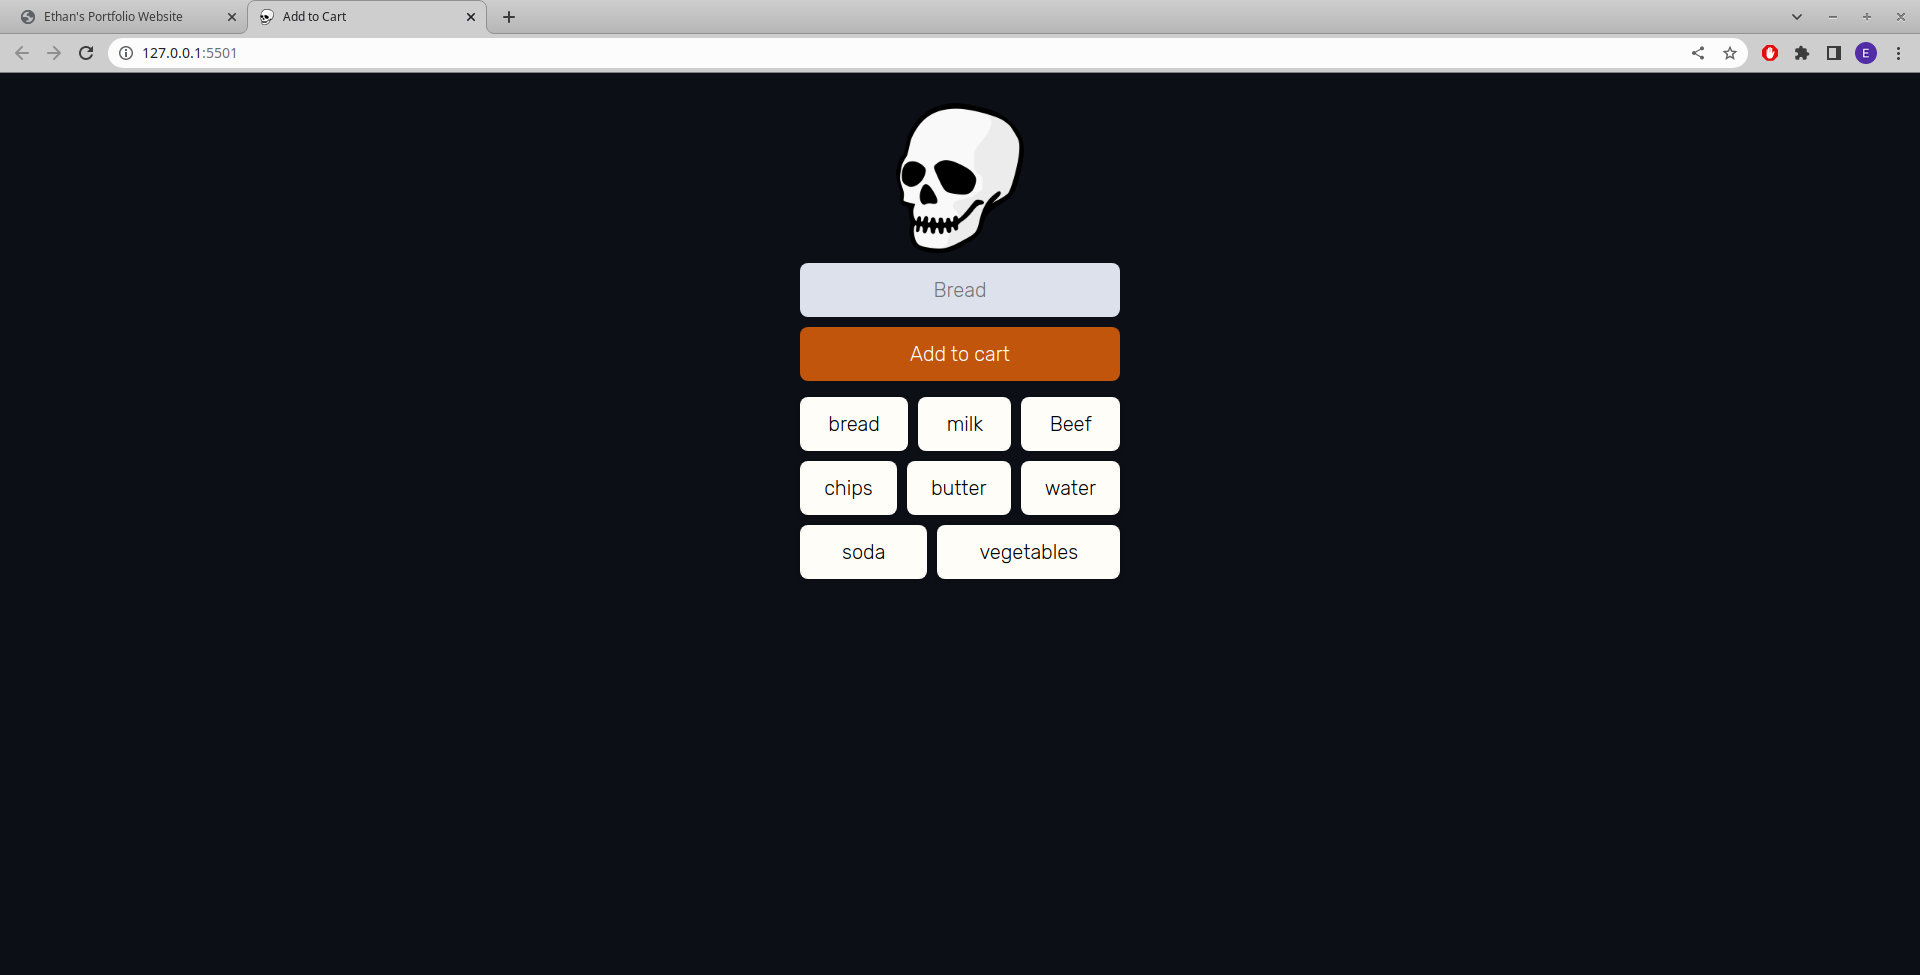 Ethan's Portfolio Website
Add to Cart
127.0.0.1:5501
E
Bread
Add to cart
bread milk Beef
chips butter water
soda vegetables